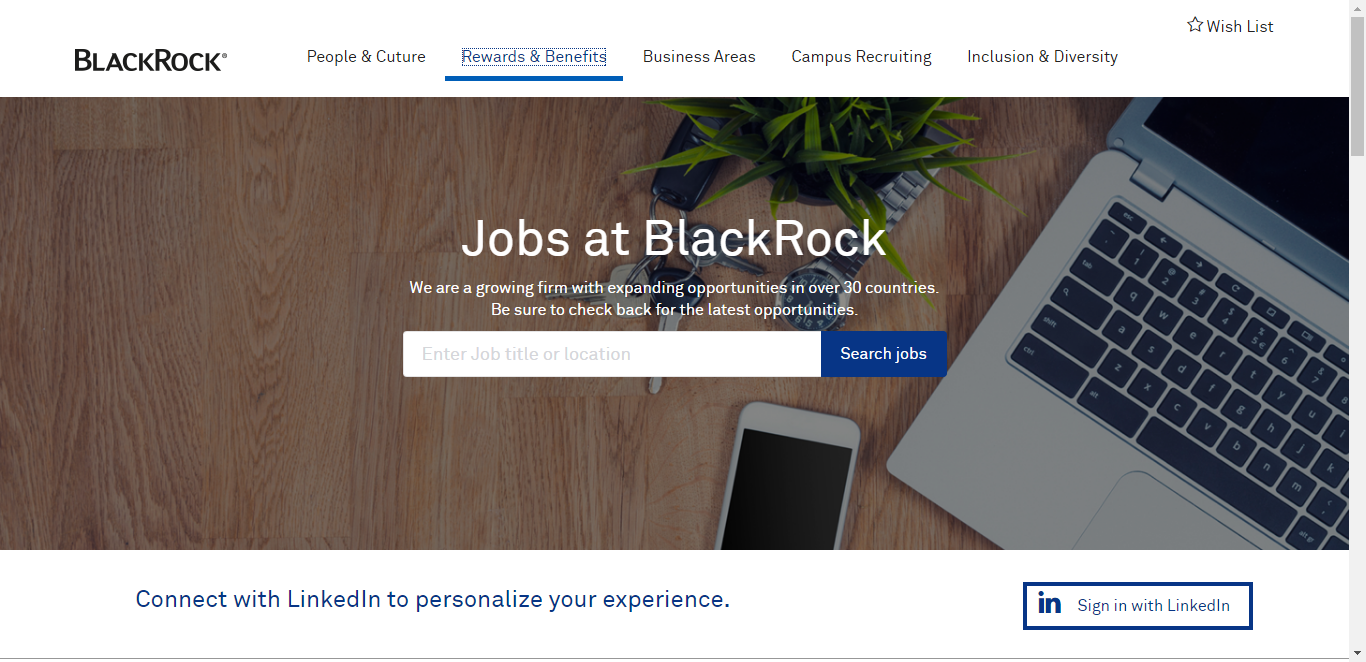 Wish List
BLACKROCK®
People & Cuture
Rewards & Benefits
Business Areas
Campus Recruiting
Inclusion & Diversity
Jobs at BlackRock
We are a growing firm with expanding opportunities in over 30 countries.
Be sure to check back for the latest opportunities.
Enter Job title or location
Search jobs
Connect with LinkedIn to personalize your experience.
in
Sign in with LinkedIn